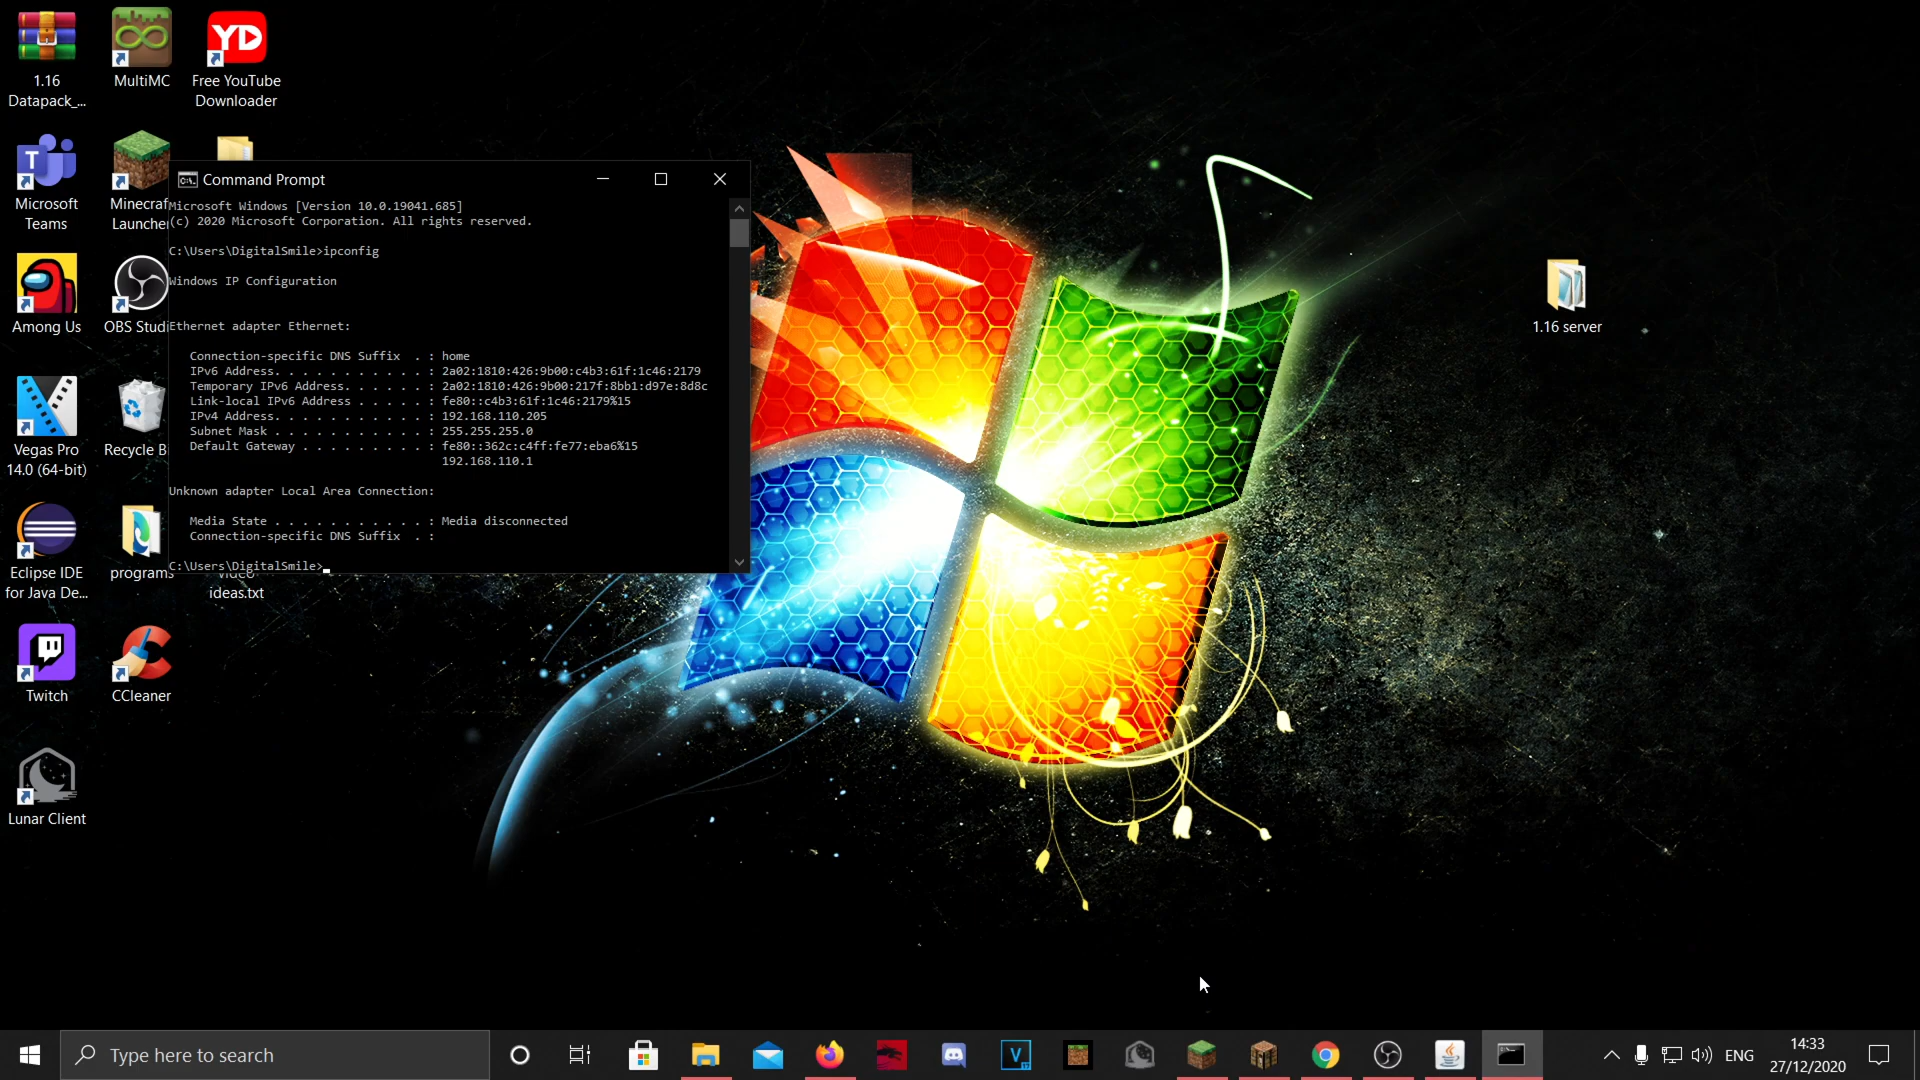 1.16
Datapack_...
MultiMC
YD
Free YouTube
Downloader
T
Microsoft
Teams
Minecraf
Launche
Among Us
OBS Studi
Vegas Pro
14.0 (64-bit)
Recycle B
Eclipse IDE
for Java De...
programs
ideas.txt
Twitch
CCleaner
Lunar Client
1.16 server
C:\.
Command Prompt
Microsoft Windows [Version 10.0.19041.685]
(c) 2020 Microsoft Corporation. All rights reserved.
C:\Users\DigitalSmile>ipconfig
Windows IP Configuration
Ethernet adapter Ethernet:
Connection-specific DNS Suffix . : home
IPv6 Address. . . . . . . . . . . : 2a02:1810:426:9b00:c4b3:61f:1c46:2179
Temporary IPv6 Address. . . . . . : 2a02:1810:426:9b00:217f:8bb1:d97e:8d8c
Link-local IPv6 Address . . . . . : fe80::c4b3:61f:1c46:2179%15
IPv4 Address. . . . . . . . . . . : 192.168.110.205
Subnet Mask . . . . . . . . . . . : 255.255.255.0
Default Gateway . . . . . . . . . : fe80::362c:c4ff:fe77:eba6%15
192.168.110.1
Unknown adapter Local Area Connection:
Media State . . . . . . . . . . . : Media disconnected
Connection-specific DNS Suffix . :
C:\Users\DigitalSmile>
Type here to search
V
17
ENG
14:33
27/12/2020